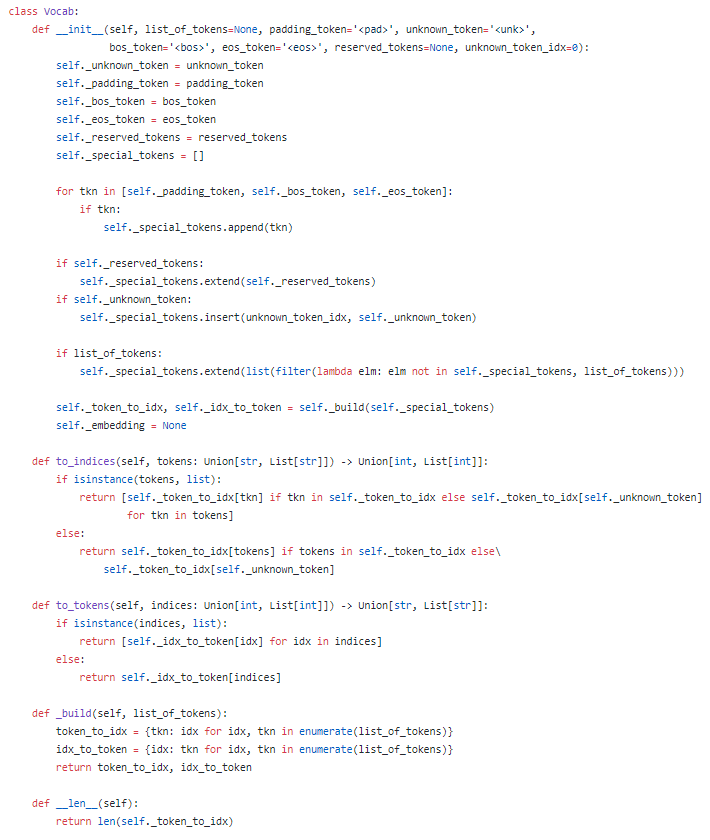 class Vocab:
    def __init__(self, list_of_tokens=None, padding_token='<pad>', unknown_token='<unk>',
                 bos_token='<bos>', eos_token='<eos>', reserved_tokens=None, unknown_token_idx=0):
        self._unknown_token = unknown_token
        self._padding_token = padding_token
        self._bos_token = bos_token
        self._eos_token = eos_token
        self._reserved_tokens = reserved_tokens
        self._special_tokens = []

        for tkn in [self._padding_token, self._bos_token, self._eos_token]:
            if tkn:
                self._special_tokens.append(tkn)

        if self._reserved_tokens:
            self._special_tokens.extend(self._reserved_tokens)
        if self._unknown_token:
            self._special_tokens.insert(unknown_token_idx, self._unknown_token)

        if list_of_tokens:
            self._special_tokens.extend(list(filter(lambda elm: elm not in self._special_tokens, list_of_tokens)))

        self._token_to_idx, self._idx_to_token = self._build(self._special_tokens)
        self._embedding = None

    def to_indices(self, tokens: Union[str, List[str]]) -> Union[int, List[int]]:
        if isinstance(tokens, list):
            return [self._token_to_idx[tkn] if tkn in self._token_to_idx else self._token_to_idx[self._unknown_token]
                    for tkn in tokens]
        else:
            return self._token_to_idx[tokens] if tokens in self._token_to_idx else\
                self._token_to_idx[self._unknown_token]

    def to_tokens(self, indices: Union[int, List[int]]) -> Union[str, List[str]]:
        if isinstance(indices, list):
            return [self._idx_to_token[idx] for idx in indices]
        else:
            return self._idx_to_token[indices]

    def _build(self, list_of_tokens):
        token_to_idx = {tkn: idx for idx, tkn in enumerate(list_of_tokens)}
        idx_to_token = {idx: tkn for idx, tkn in enumerate(list_of_tokens)}
        return token_to_idx, idx_to_token

    def __len__(self):
        return len(self._token_to_idx)